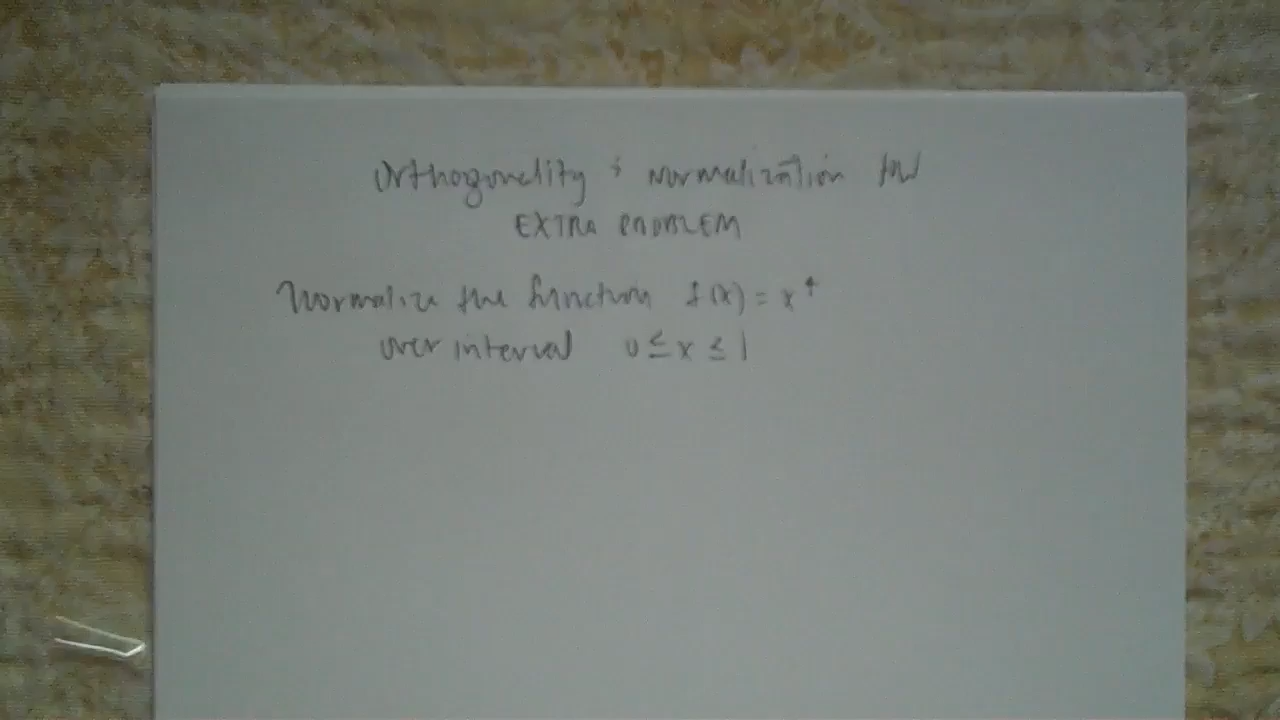 Orthogonality & normalization HW
EXTRA PROBLEM
Normalize the function f(x) = x⁴
over interval 0 ≤ x ≤ 1